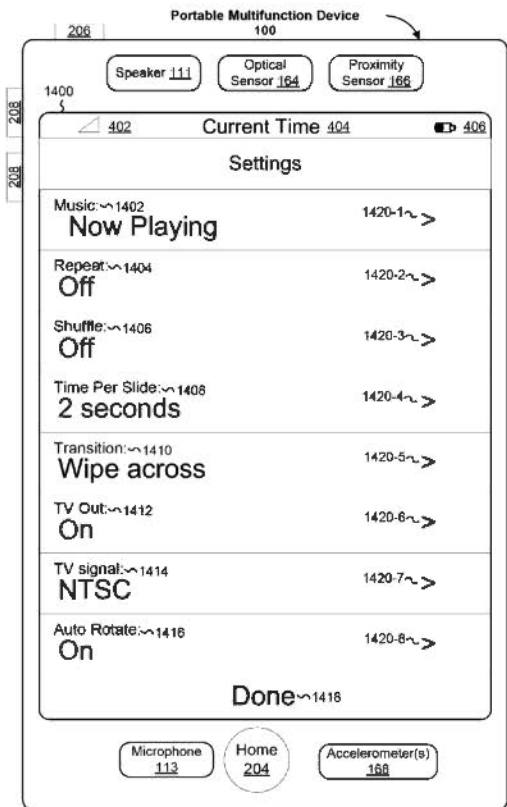 Portable Multifunction Device
100
206
Speaker 111
Optical
Sensor 164
Proximity
Sensor 166
208
208
1400
402 Current Time 404 406
Settings
Music: 1402
Now Playing
1420-1 >
Repeat: 1404
Off
1420-2 >
Shuffle: 1406
Off
1420-3 >
Time Per Slide: 1408
2 seconds
1420-4 >
Transition: 1410
Wipe across
1420-5 >
TV Out: 1412
On
1420-6 >
TV signal: 1414
NTSC
1420-7 >
Auto Rotate: 1416
On
1420-8 >
Done 1418
Microphone
113
Home
204
Accelerometer(s)
168